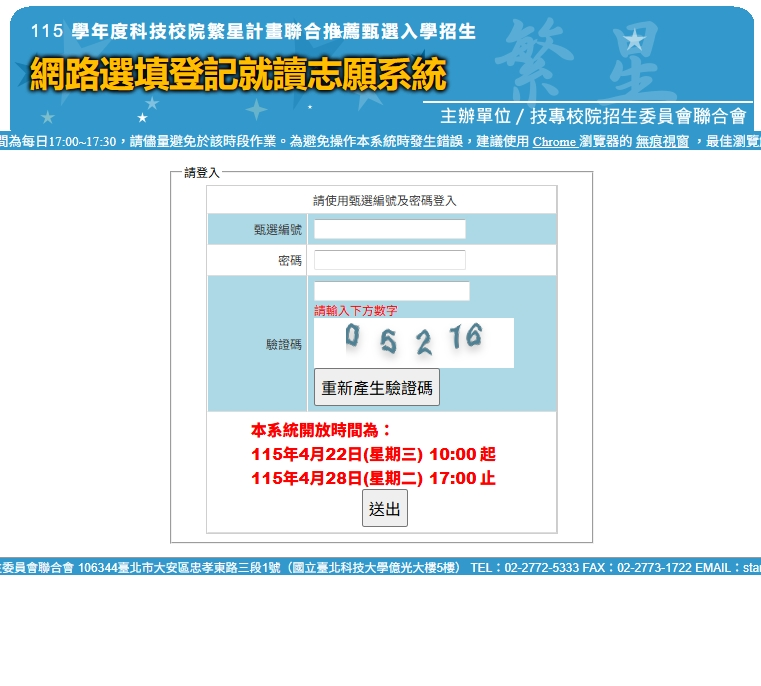 115 學年度科技校院繁星計畫聯合推薦甄選入學招生
繁星
網路選填登記就讀志願系統
主辦單位 / 技專校院招生委員會聯合會
間為每日17:00~17:30，請儘量避免於該時段作業。為避免操作本系統時發生錯誤，建議使用 Chrome 瀏覽器的 無痕視窗 ，最佳瀏覽
請登入
請使用甄選編號及密碼登入
甄選編號
密碼
請輸入下方數字
驗證碼
05216
重新產生驗證碼
本系統開放時間為：
115年4月22日(星期三) 10:00 起
115年4月28日(星期二) 17:00 止
送出
委員會聯合會 106344臺北市大安區忠孝東路三段1號（國立臺北科技大學億光大樓5樓） TEL：02-2772-5333 FAX：02-2773-1722 EMAIL：star